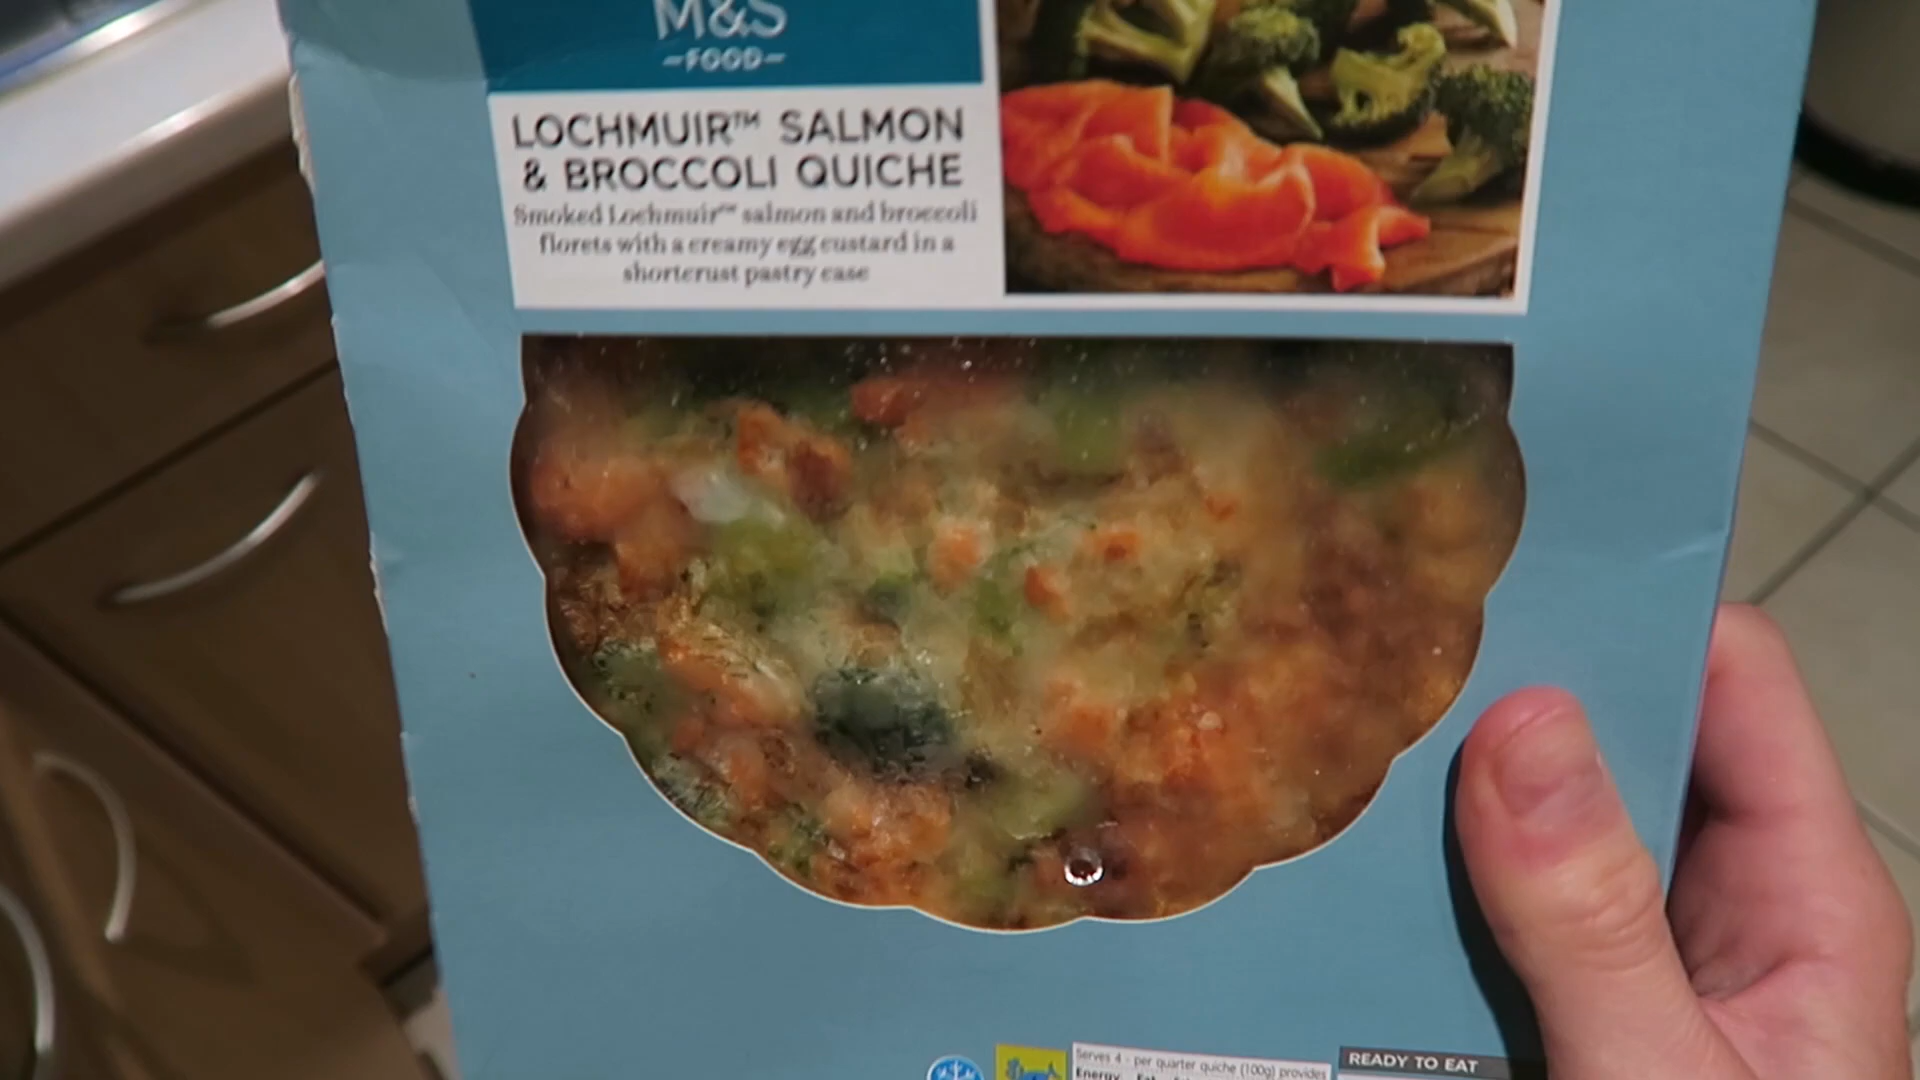 M&S
-FOOD-
LOCHMUIR™ SALMON
& BROCCOLI QUICHE
Smoked Lochmuir™ salmon and broccoli
florets with a creamy egg custard in a
shortcrust pastry case
Serves 4 - per quarter quiche (100g) provides
Energy
READY TO EAT